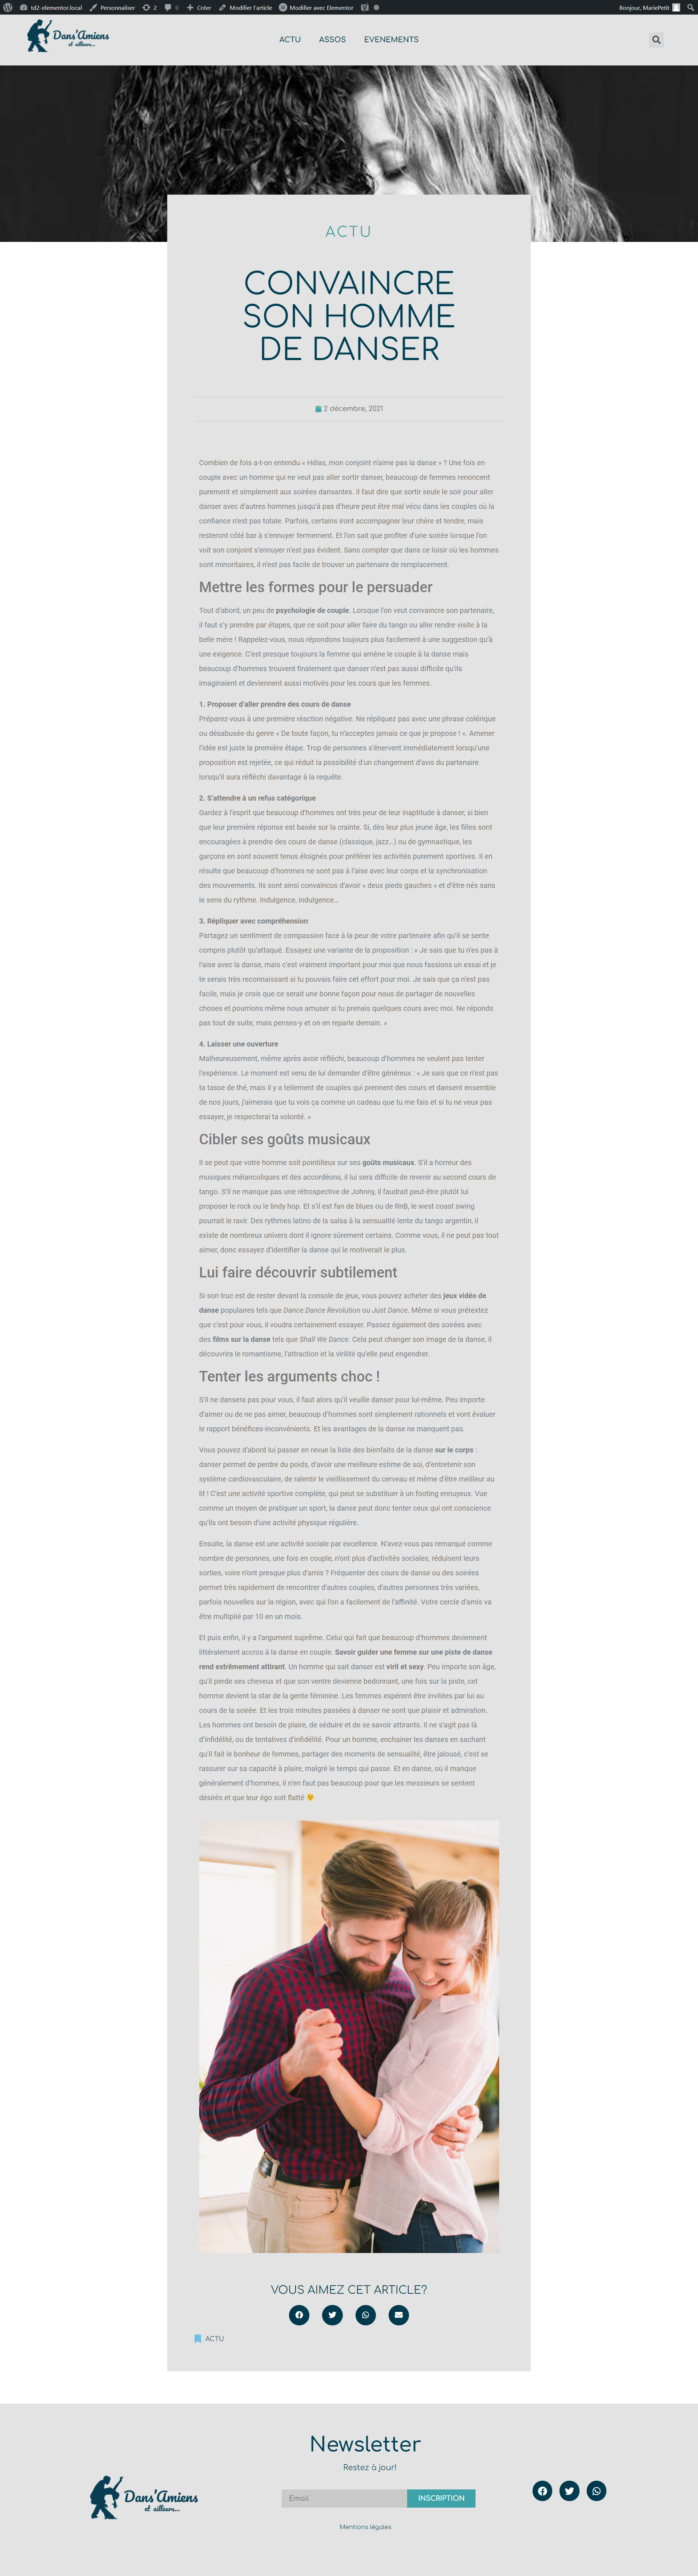 td2-elementor.local Personnaliser 2 0 Créer Modifier l'article Modifier avec Elementor Bonjour, MariePetit
Dans'Amiens
et ailleurs...
ACTU ASSOS EVENEMENTS
ACTU
CONVAINCRE
SON HOMME
DE DANSER
2 décembre, 2021
Combien de fois a-t-on entendu « Hélas, mon conjoint n'aime pas la danse » ? Une fois en
couple avec un homme qui ne veut pas aller sortir danser, beaucoup de femmes renoncent
purement et simplement aux soirées dansantes. Il faut dire que sortir seule le soir pour aller
danser avec d'autres hommes jusqu'à pas d'heure peut être mal vécu dans les couples où la
confiance n'est pas totale. Parfois, certains iront accompagner leur chère et tendre, mais
resteront côté bar à s'ennuyer fermement. Et l'on sait que profiter d'une soirée lorsque l'on
voit son conjoint s'ennuyer n'est pas évident. Sans compter que dans ce loisir où les hommes
sont minoritaires, il n'est pas facile de trouver un partenaire de remplacement.
Mettre les formes pour le persuader
Tout d'abord, un peu de psychologie de couple. Lorsque l'on veut convaincre son partenaire,
il faut s'y prendre par étapes, que ce soit pour aller faire du tango ou aller rendre visite à la
belle mère ! Rappelez-vous, nous répondons toujours plus facilement à une suggestion qu'à
une exigence. C'est presque toujours la femme qui amène le couple à la danse mais
beaucoup d'hommes trouvent finalement que danser n'est pas aussi difficile qu'ils
imaginaient et deviennent aussi motivés pour les cours que les femmes.
1. Proposer d'aller prendre des cours de danse
Préparez-vous à une première réaction négative. Ne répliquez pas avec une phrase colérique
ou désabusée du genre « De toute façon, tu n'acceptes jamais ce que je propose ! ». Amener
l'idée est juste la première étape. Trop de personnes s'énervent immédiatement lorsqu'une
proposition est rejetée, ce qui réduit la possibilité d'un changement d'avis du partenaire
lorsqu'il aura réfléchi davantage à la requête.
2. S'attendre à un refus catégorique
Gardez à l'esprit que beaucoup d'hommes ont très peur de leur inaptitude à danser, si bien
que leur première réponse est basée sur la crainte. Si, dès leur plus jeune âge, les filles sont
encouragées à prendre des cours de danse (classique, jazz…) ou de gymnastique, les
garçons en sont souvent tenus éloignés pour préférer les activités purement sportives. Il en
résulte que beaucoup d'hommes ne sont pas à l'aise avec leur corps et la synchronisation
des mouvements. Ils sont ainsi convaincus d'avoir « deux pieds gauches » et d'être nés sans
le sens du rythme. Indulgence, indulgence…
3. Répliquer avec compréhension
Partagez un sentiment de compassion face à la peur de votre partenaire afin qu'il se sente
compris plutôt qu'attaqué. Essayez une variante de la proposition : « Je sais que tu n'es pas à
l'aise avec la danse, mais c'est vraiment important pour moi que nous fassions un essai et je
te serais très reconnaissant si tu pouvais faire cet effort pour moi. Je sais que ça n'est pas
facile, mais je crois que ce serait une bonne façon pour nous de partager de nouvelles
choses et pourrions même nous amuser si tu prenais quelques cours avec moi. Ne réponds
pas tout de suite, mais penses-y et on en reparle demain. »
4. Laisser une ouverture
Malheureusement, même après avoir réfléchi, beaucoup d'hommes ne veulent pas tenter
l'expérience. Le moment est venu de lui demander d'être généreux : « Je sais que ce n'est pas
ta tasse de thé, mais il y a tellement de couples qui prennent des cours et dansent ensemble
de nos jours, j'aimerais que tu vois ça comme un cadeau que tu me fais et si tu ne veux pas
essayer, je respecterai ta volonté. »
Cibler ses goûts musicaux
Il se peut que votre homme soit pointilleux sur ses goûts musicaux. S'il a horreur des
musiques mélancoliques et des accordéons, il lui sera difficile de revenir au second cours de
tango. S'il ne manque pas une rétrospective de Johnny, il faudrait peut-être plutôt lui
proposer le rock ou le lindy hop. Et s'il est fan de blues ou de RnB, le west coast swing
pourrait le ravir. Des rythmes latino de la salsa à la sensualité lente du tango argentin, il
existe de nombreux univers dont il ignore sûrement certains. Comme vous, il ne peut pas tout
aimer, donc essayez d'identifier la danse qui le motiverait le plus.
Lui faire découvrir subtilement
Si son truc est de rester devant la console de jeux, vous pouvez acheter des jeux vidéo de
danse populaires tels que Dance Dance Revolution ou Just Dance. Même si vous prétextez
que c'est pour vous, il voudra certainement essayer. Passez également des soirées avec
des films sur la danse tels que Shall We Dance. Cela peut changer son image de la danse, il
découvrira le romantisme, l'attraction et la virilité qu'elle peut engendrer.
Tenter les arguments choc !
S'il ne dansera pas pour vous, il faut alors qu'il veuille danser pour lui-même. Peu importe
d'aimer ou de ne pas aimer, beaucoup d'hommes sont simplement rationnels et vont évaluer
le rapport bénéfices-inconvénients. Et les avantages de la danse ne manquent pas.
Vous pouvez d'abord lui passer en revue la liste des bienfaits de la danse sur le corps :
danser permet de perdre du poids, d'avoir une meilleure estime de soi, d'entretenir son
système cardiovasculaire, de ralentir le vieillissement du cerveau et même d'être meilleur au
lit ! C'est une activité sportive complète, qui peut se substituer à un footing ennuyeux. Vue
comme un moyen de pratiquer un sport, la danse peut donc tenter ceux qui ont conscience
qu'ils ont besoin d'une activité physique régulière.
Ensuite, la danse est une activité sociale par excellence. N'avez-vous pas remarqué comme
nombre de personnes, une fois en couple, n'ont plus d'activités sociales, réduisent leurs
sorties, voire n'ont presque plus d'amis ? Fréquenter des cours de danse ou des soirées
permet très rapidement de rencontrer d'autres couples, d'autres personnes très variées,
parfois nouvelles sur la région, avec qui l'on a facilement de l'affinité. Votre cercle d'amis va
être multiplié par 10 en un mois.
Et puis enfin, il y a l'argument suprême. Celui qui fait que beaucoup d'hommes deviennent
littéralement accros à la danse en couple. Savoir guider une femme sur une piste de danse
rend extrêmement attirant. Un homme qui sait danser est viril et sexy. Peu importe son âge,
qu'il perde ses cheveux et que son ventre devienne bedonnant, une fois sur la piste, cet
homme devient la star de la gente féminine. Les femmes espèrent être invitées par lui au
cours de la soirée. Et les trois minutes passées à danser ne sont que plaisir et admiration.
Les hommes ont besoin de plaire, de séduire et de se savoir attirants. Il ne s'agit pas là
d'infidélité, ou de tentatives d'infidélité. Pour un homme, enchainer les danses en sachant
qu'il fait le bonheur de femmes, partager des moments de sensualité, être jalousé, c'est se
rassurer sur sa capacité à plaire, malgré le temps qui passe. Et en danse, où il manque
généralement d'hommes, il n'en faut pas beaucoup pour que les messieurs se sentent
désirés et que leur égo soit flatté 😉
VOUS AIMEZ CET ARTICLE?
ACTU
Newsletter
Restez à jour!
Dans'Amiens
et ailleurs...
Email INSCRIPTION
Mentions légales